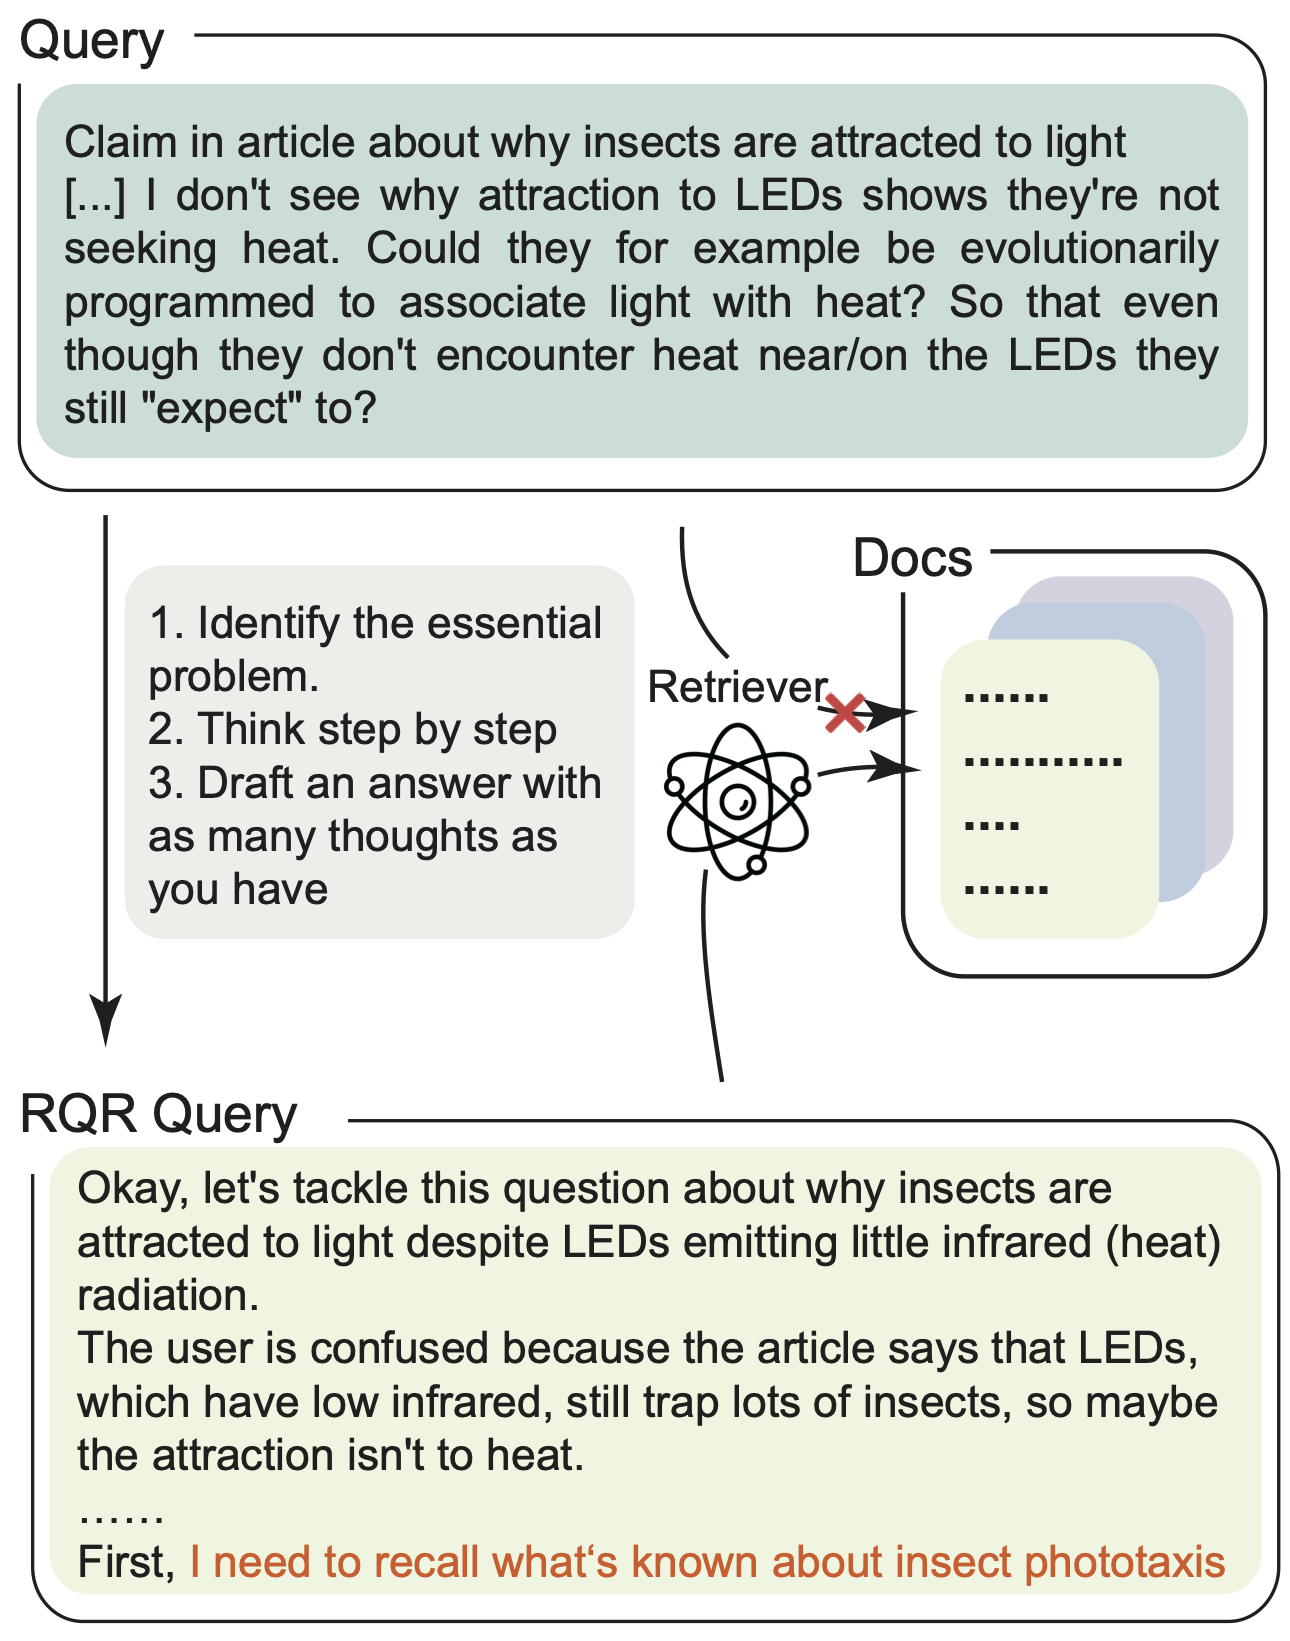 Query
Claim in article about why insects are attracted to light
[...] I don't see why attraction to LEDs shows they're not
seeking heat. Could they for example be evolutionarily
programmed to associate light with heat? So that even
though they don't encounter heat near/on the LEDs they
still "expect" to?
1. Identify the essential
problem.
2. Think step by step
3. Draft an answer with
as many thoughts as
you have
Retriever
Docs
......
...........
....
......
RQR Query
Okay, let's tackle this question about why insects are
attracted to light despite LEDs emitting little infrared (heat)
radiation.
The user is confused because the article says that LEDs,
which have low infrared, still trap lots of insects, so maybe
the attraction isn't to heat.
......
First, I need to recall what‘s known about insect phototaxis